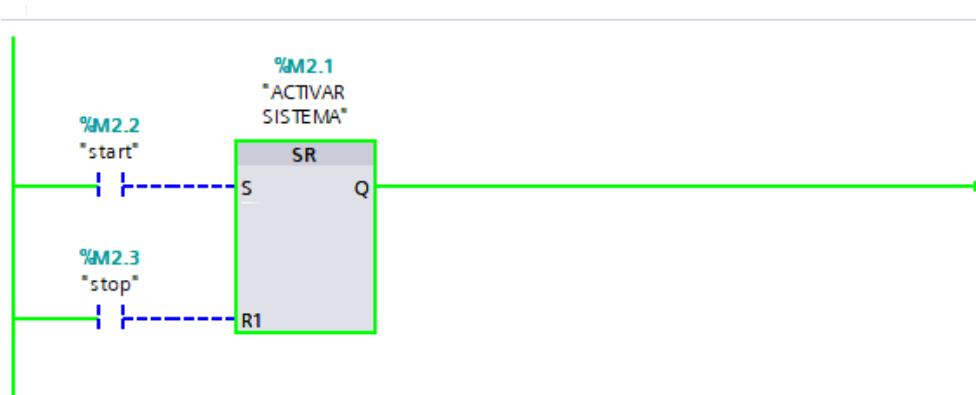 %M2.1
"ACTIVAR
SISTEMA"
%M2.2
"start"
SR
S
Q
%M2.3
"stop"
R1